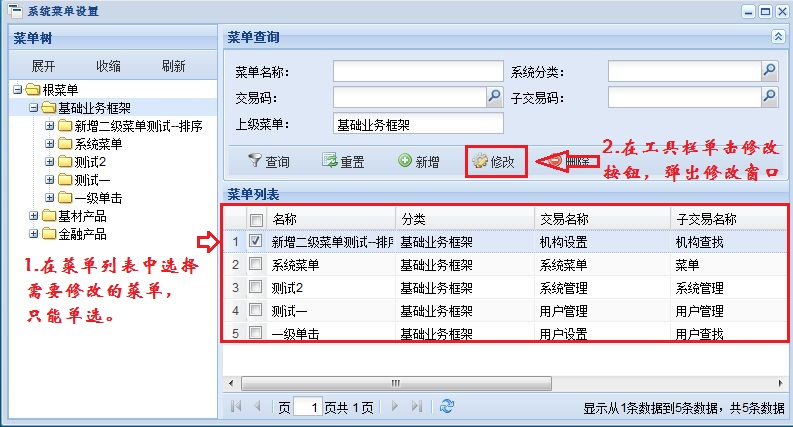 系统菜单设置
菜单树
展开 收缩 刷新
根菜单
基础业务框架
新增二级菜单测试--排序
系统菜单
测试2
测试一
一级单击
基材产品
金融产品
1.在菜单列表中选择
需要修改的菜单,
只能单选。
菜单查询
菜单名称: 系统分类:
交易码: 子交易码:
上级菜单: 基础业务框架
查询 重置 新增 修改 删除
2.在工具栏单击修改
按钮, 弹出修改窗口
菜单列表
名称 分类 交易名称 子交易名称
1 新增二级菜单测试--排序 基础业务框架 机构设置 机构查找
2 系统菜单 基础业务框架 系统菜单 菜单
3 测试2 基础业务框架 系统管理 系统管理
4 测试一 基础业务框架 用户管理 用户管理
5 一级单击 基础业务框架 用户设置 用户查找
页 1 页共 1 页 显示从1条数据到5条数据，共5条数据